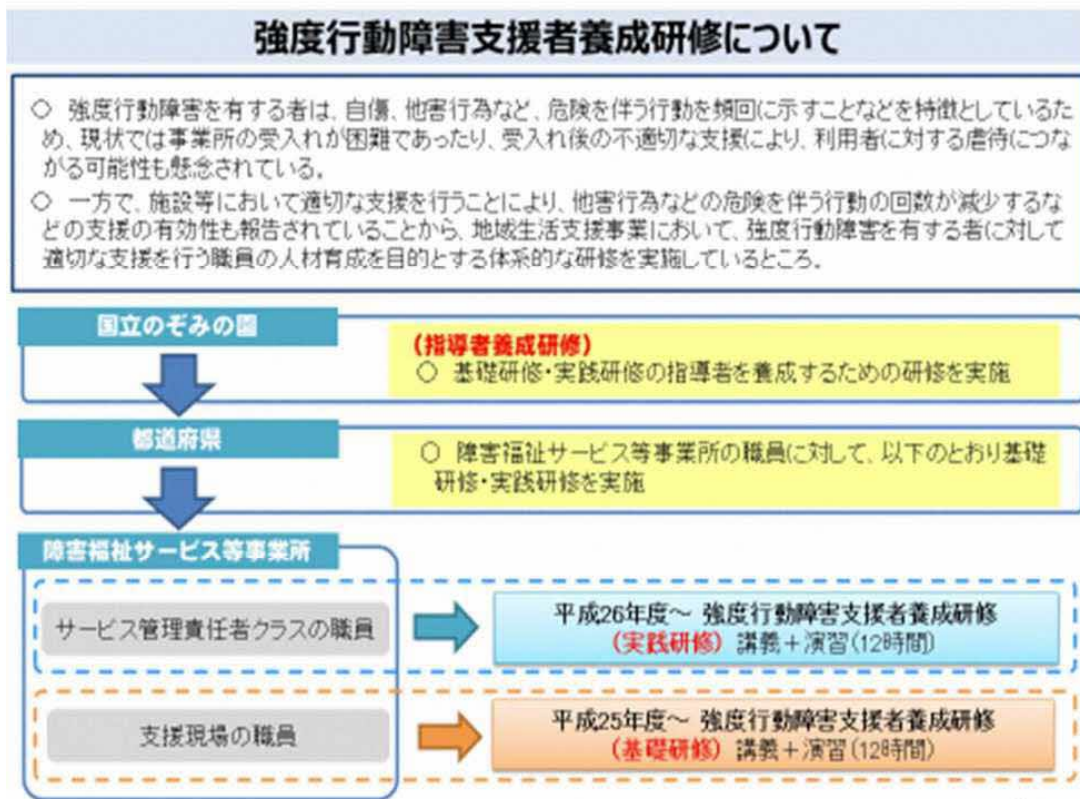 強度行動障害支援者養成研修について
○ 強度行動障害を有する者は、自傷、他害行為など、危険を伴う行動を頻回に示すことなどを特徴としているた
め、現状では事業所の受入れが困難であったり、受入れ後の不適切な支援により、利用者に対する虐待につな
がる可能性も懸念されている。
○ 一方で、施設等において適切な支援を行うことにより、他害行為などの危険を伴う行動の回数が減少するな
どの支援の有効性も報告されていることから、地域生活支援事業において、強度行動障害を有する者に対して
適切な支援を行う職員の人材育成を目的とする体系的な研修を実施しているところ。
国立のぞみの園
(指導者養成研修)
○ 基礎研修・実践研修の指導者を養成するための研修を実施
都道府県
○ 障害福祉サービス等事業所の職員に対して、以下のとおり基礎
研修・実践研修を実施
障害福祉サービス等事業所
サービス管理責任者クラスの職員
平成26年度～ 強度行動障害支援者養成研修
(実践研修) 講義＋演習(12時間)
支援現場の職員
平成25年度～ 強度行動障害支援者養成研修
(基礎研修) 講義＋演習(12時間)